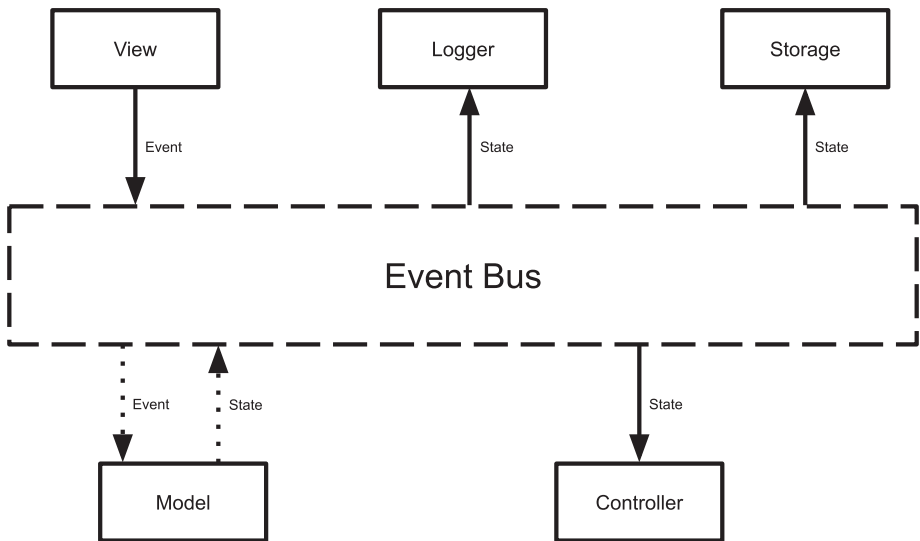 View
Logger
Storage
Event
State
State
Event Bus
Event
State
State
Model
Controller